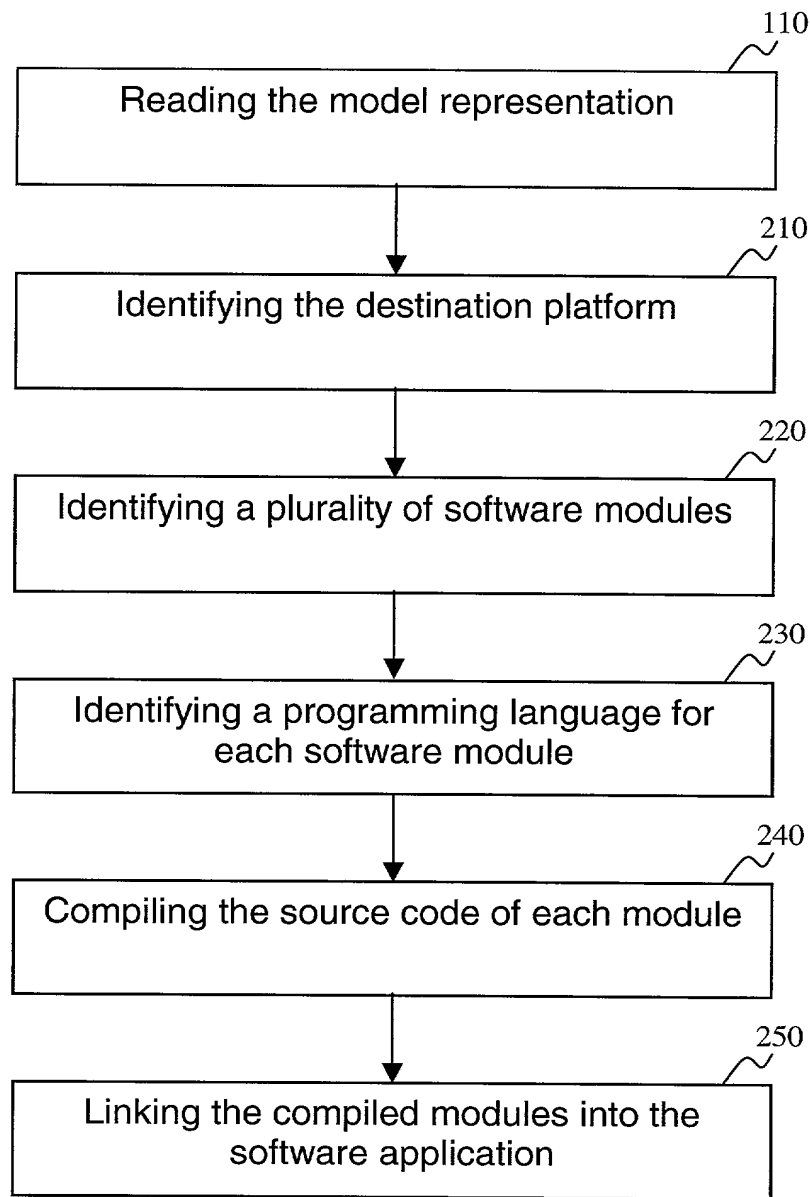 110
Reading the model representation
210
Identifying the destination platform
220
Identifying a plurality of software modules
230
Identifying a programming language for
each software module
240
Compiling the source code of each module
250
Linking the compiled modules into the
software application